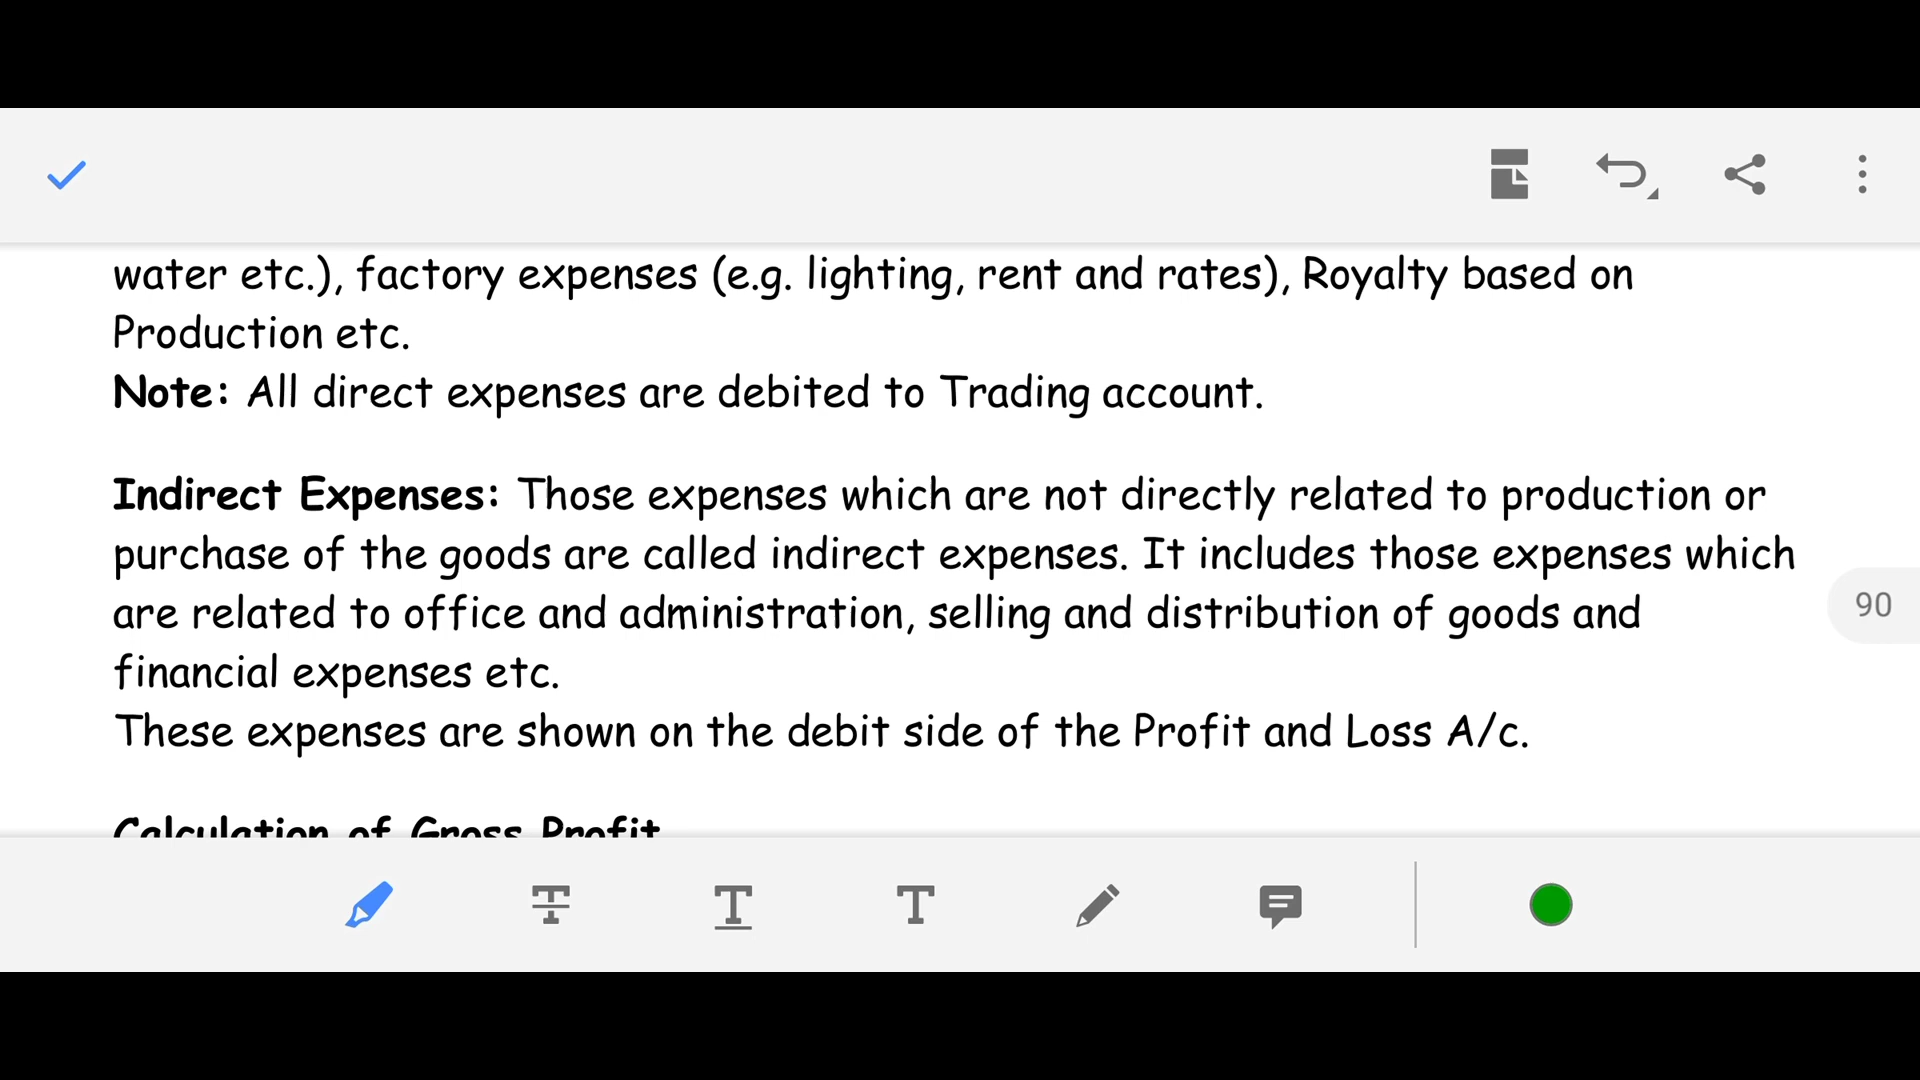 water etc.), factory expenses (e.g. lighting, rent and rates), Royalty based on
Production etc.
Note: All direct expenses are debited to Trading account.
Indirect Expenses: Those expenses which are not directly related to production or
purchase of the goods are called indirect expenses. It includes those expenses which
are related to office and administration, selling and distribution of goods and
financial expenses etc.
90
These expenses are shown on the debit side of the Profit and Loss A/c.
Calculation of Gross Profit